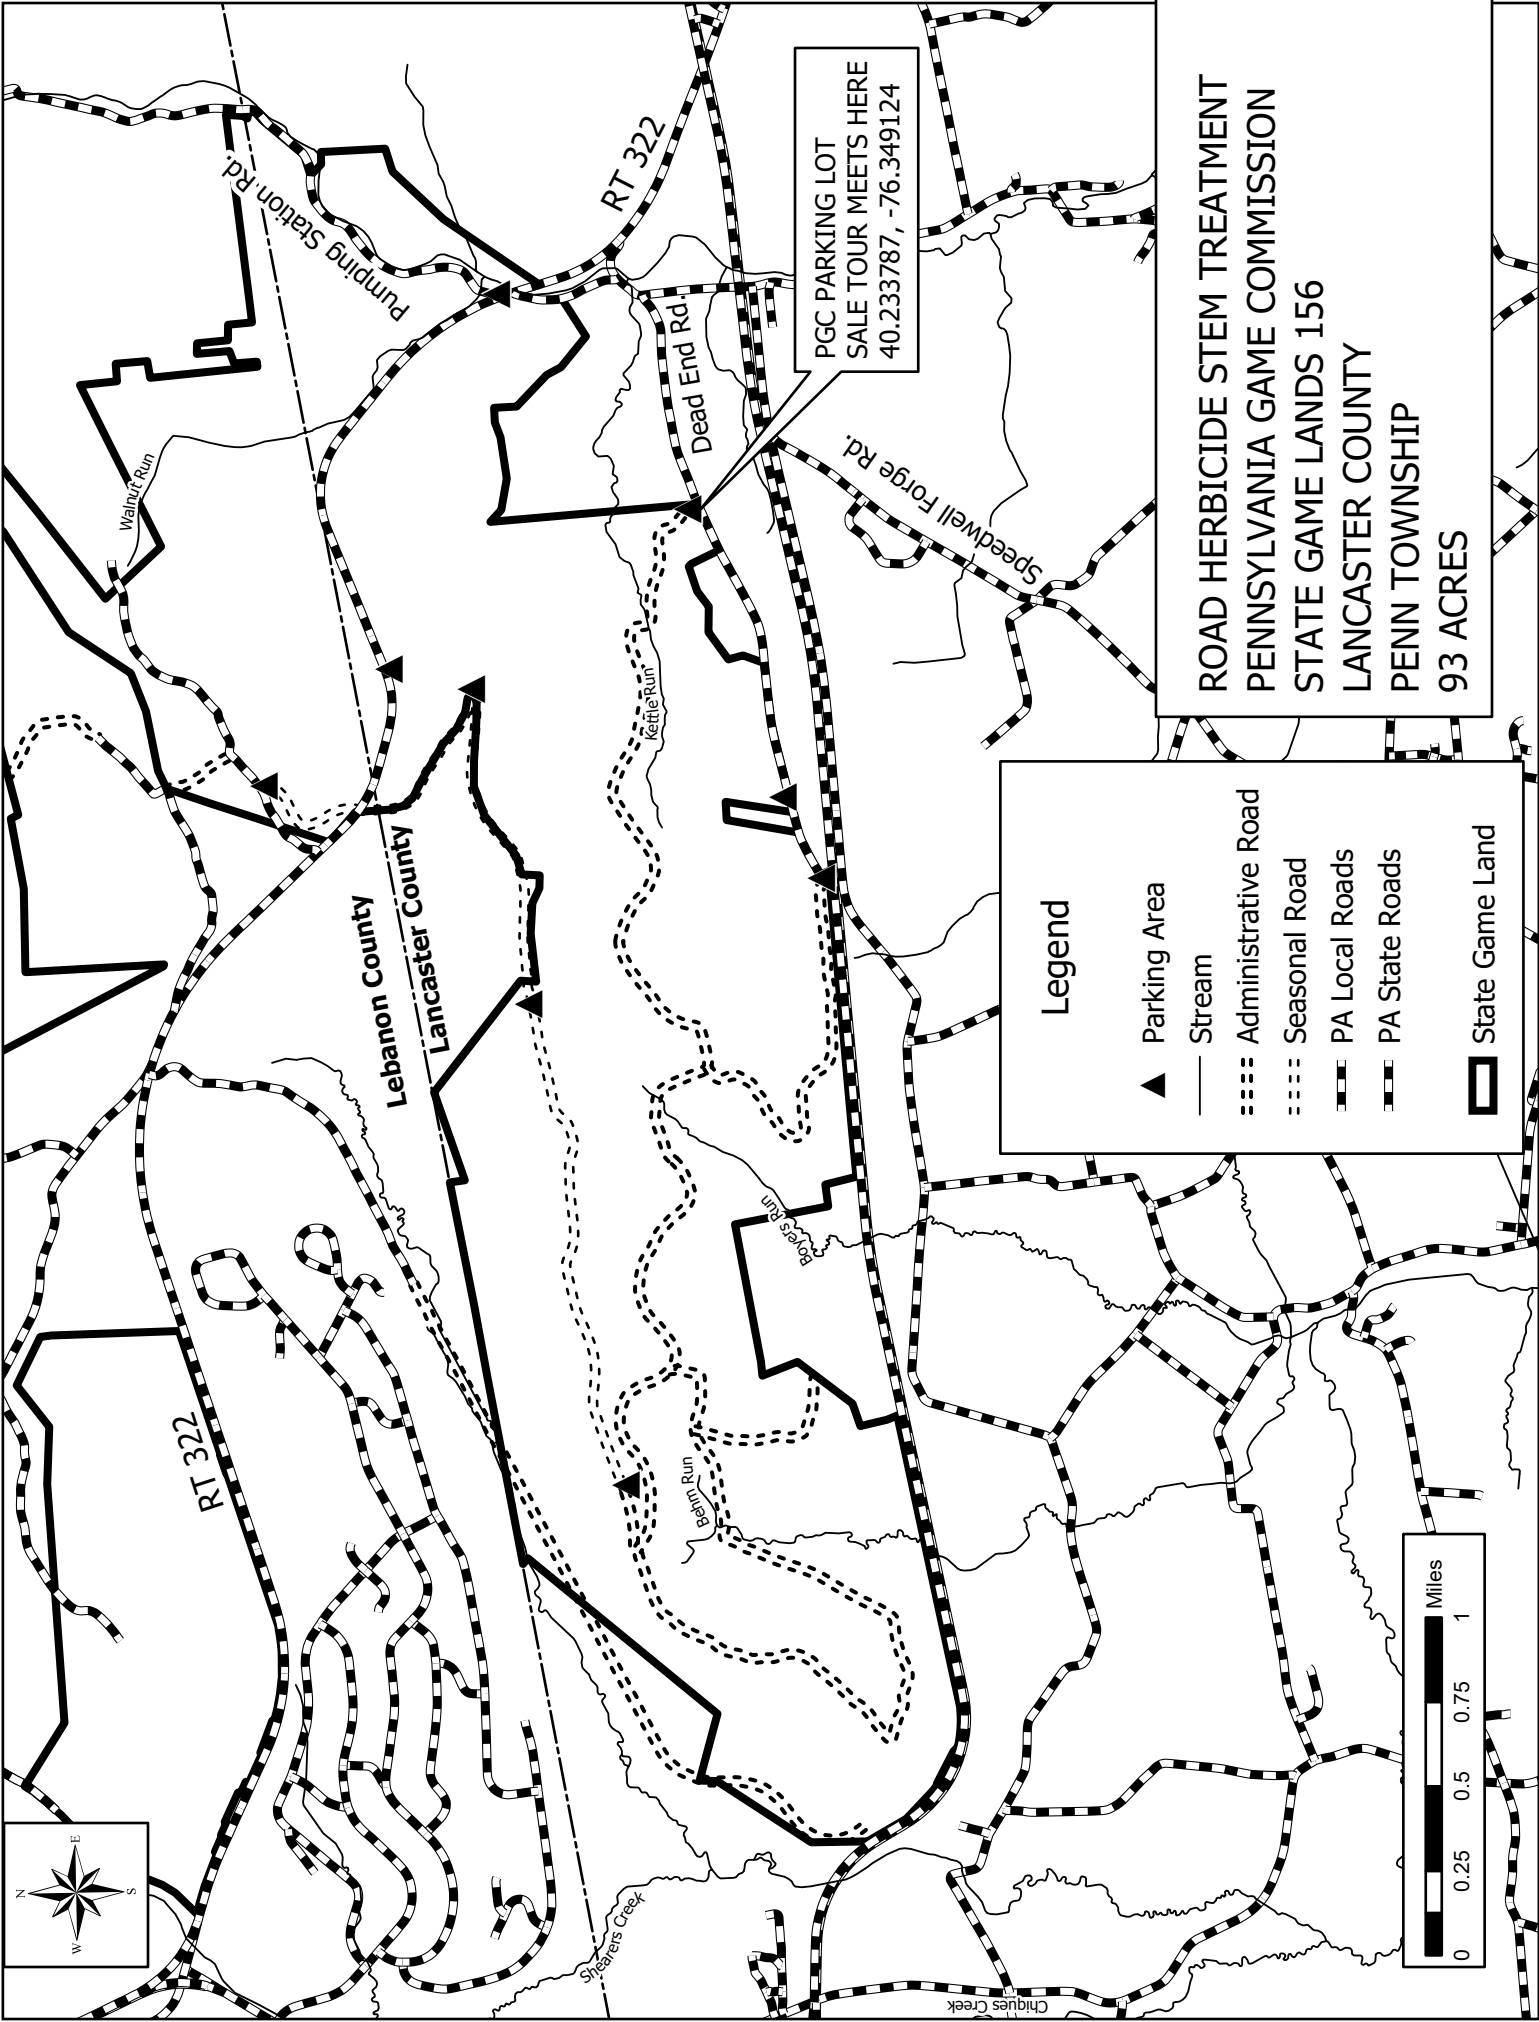 ROAD HERBICIDE STEM TREATMENT
PENNSYLVANIA GAME COMMISSION
STATE GAME LANDS 156
LANCASTER COUNTY
PENN TOWNSHIP
93 ACRES
PGC PARKING LOT
SALE TOUR MEETS HERE
40.233787, -76.349124
Legend
Parking Area
Stream
Administrative Road
Seasonal Road
PA Local Roads
PA State Roads
State Game Land
0 0.25 0.5 0.75 1
Miles
N
W
E
S
RT 322
RT 322
Pumping Station Rd.
Walnut Run
Lebanon County
Lancaster County
Dead End Rd.
Speedwell Forge Rd.
Kettle Run
Boyers Run
Behm Run
Shearers Creek
Chiques Creek